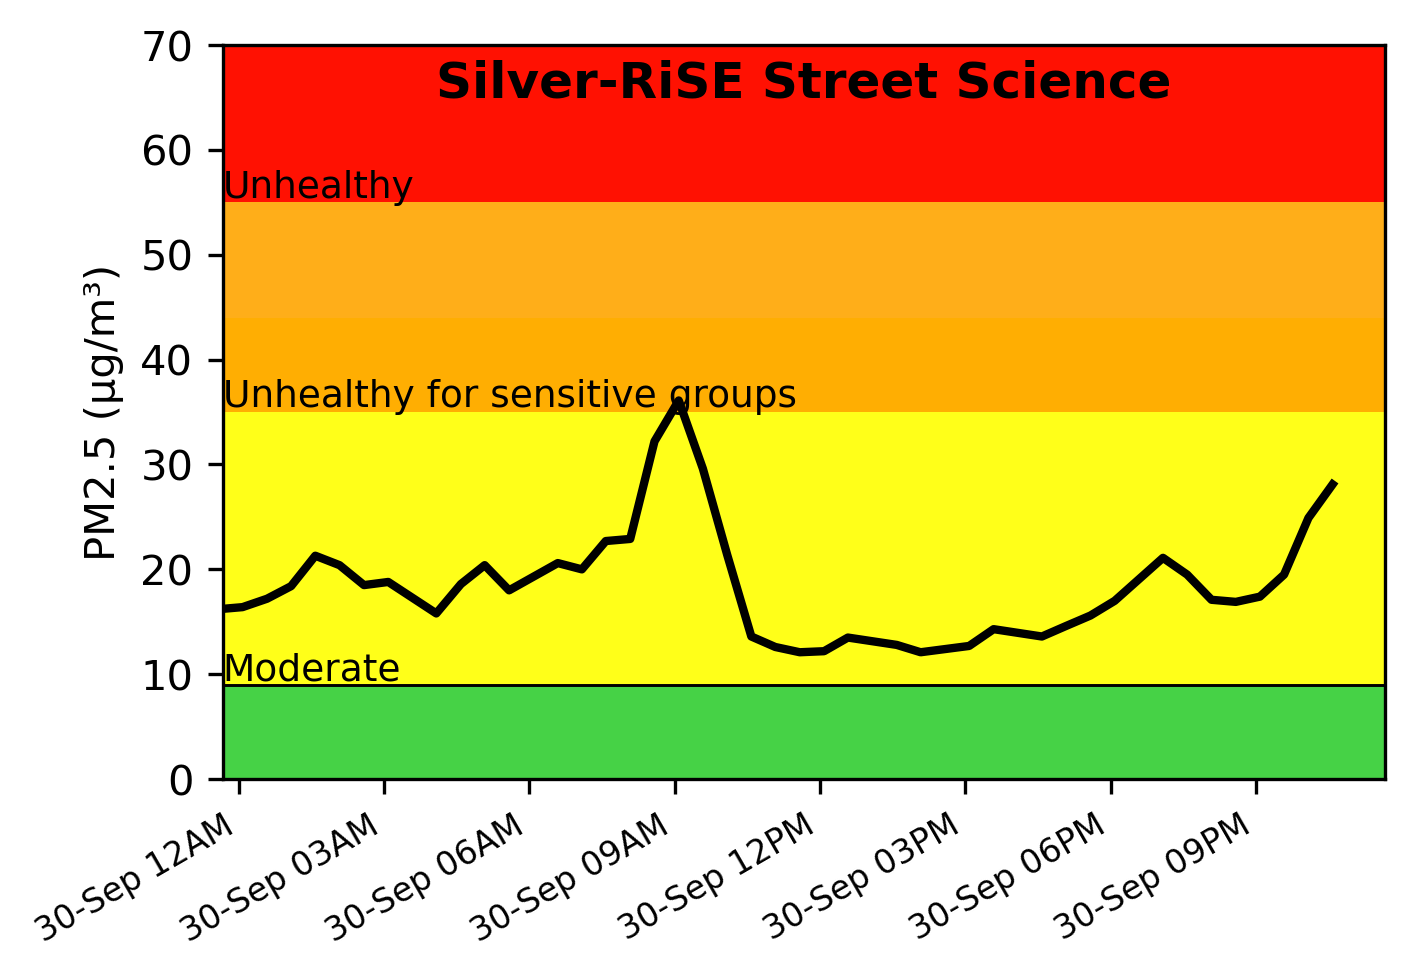 Silver-RiSE Street Science
70
60
50
40
30
20
10
0
PM2.5 (µg/m³)
Unhealthy
Unhealthy for sensitive groups
Moderate
30-Sep 12AM
30-Sep 03AM
30-Sep 06AM
30-Sep 09AM
30-Sep 12PM
30-Sep 03PM
30-Sep 06PM
30-Sep 09PM